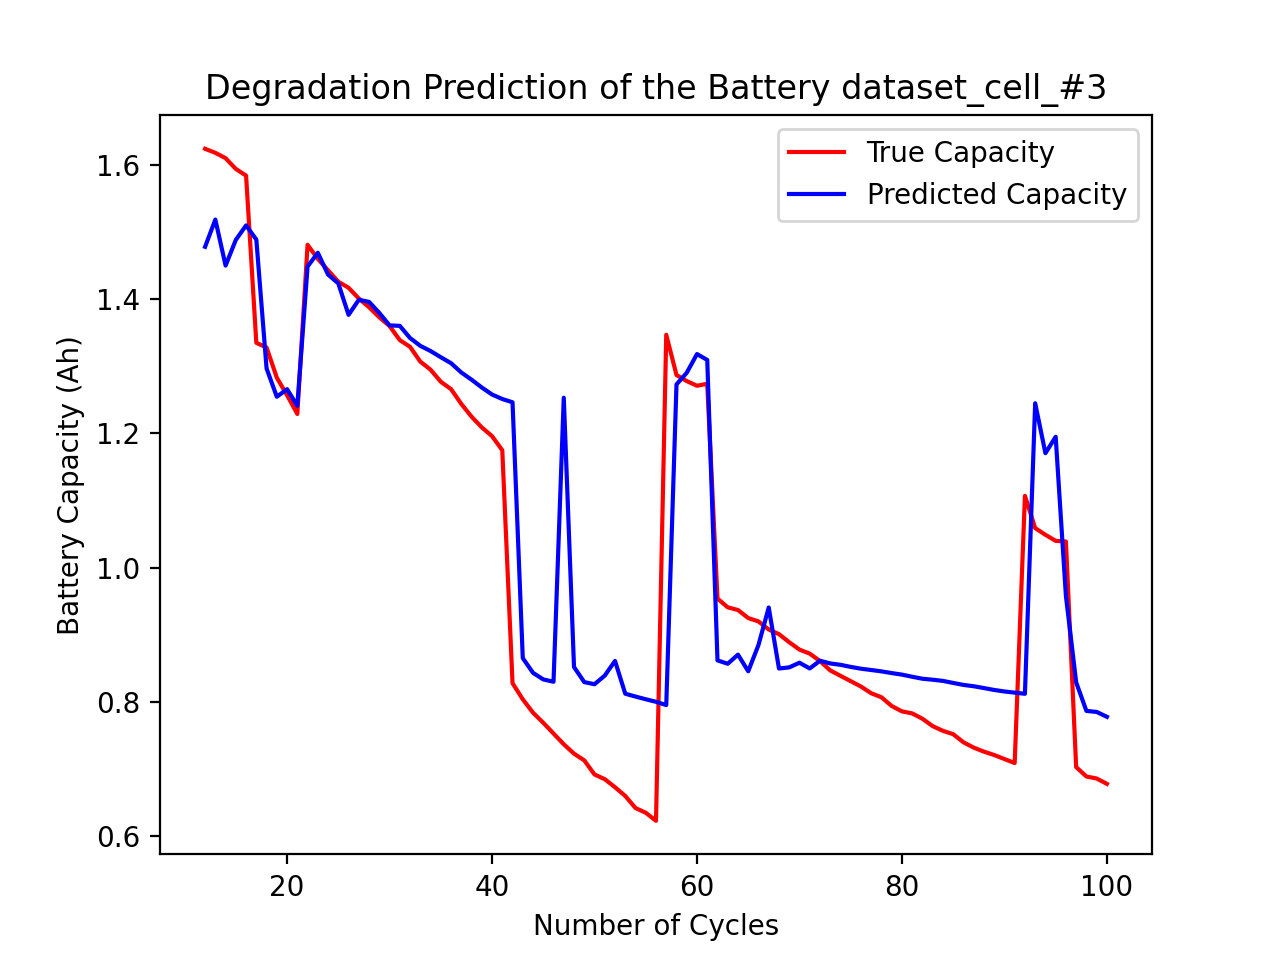 Degradation Prediction of the Battery dataset_cell_#3
True Capacity
Predicted Capacity
Battery Capacity (Ah)
1.6
1.4
1.2
1.0
0.8
0.6
20 40 60 80 100
Number of Cycles